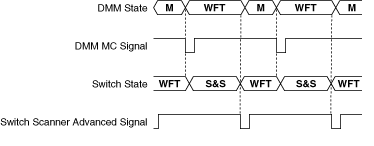 DMM State M WFT M WFT M
DMM MC Signal
Switch State WFT S&S WFT S&S WFT
Switch Scanner Advanced Signal